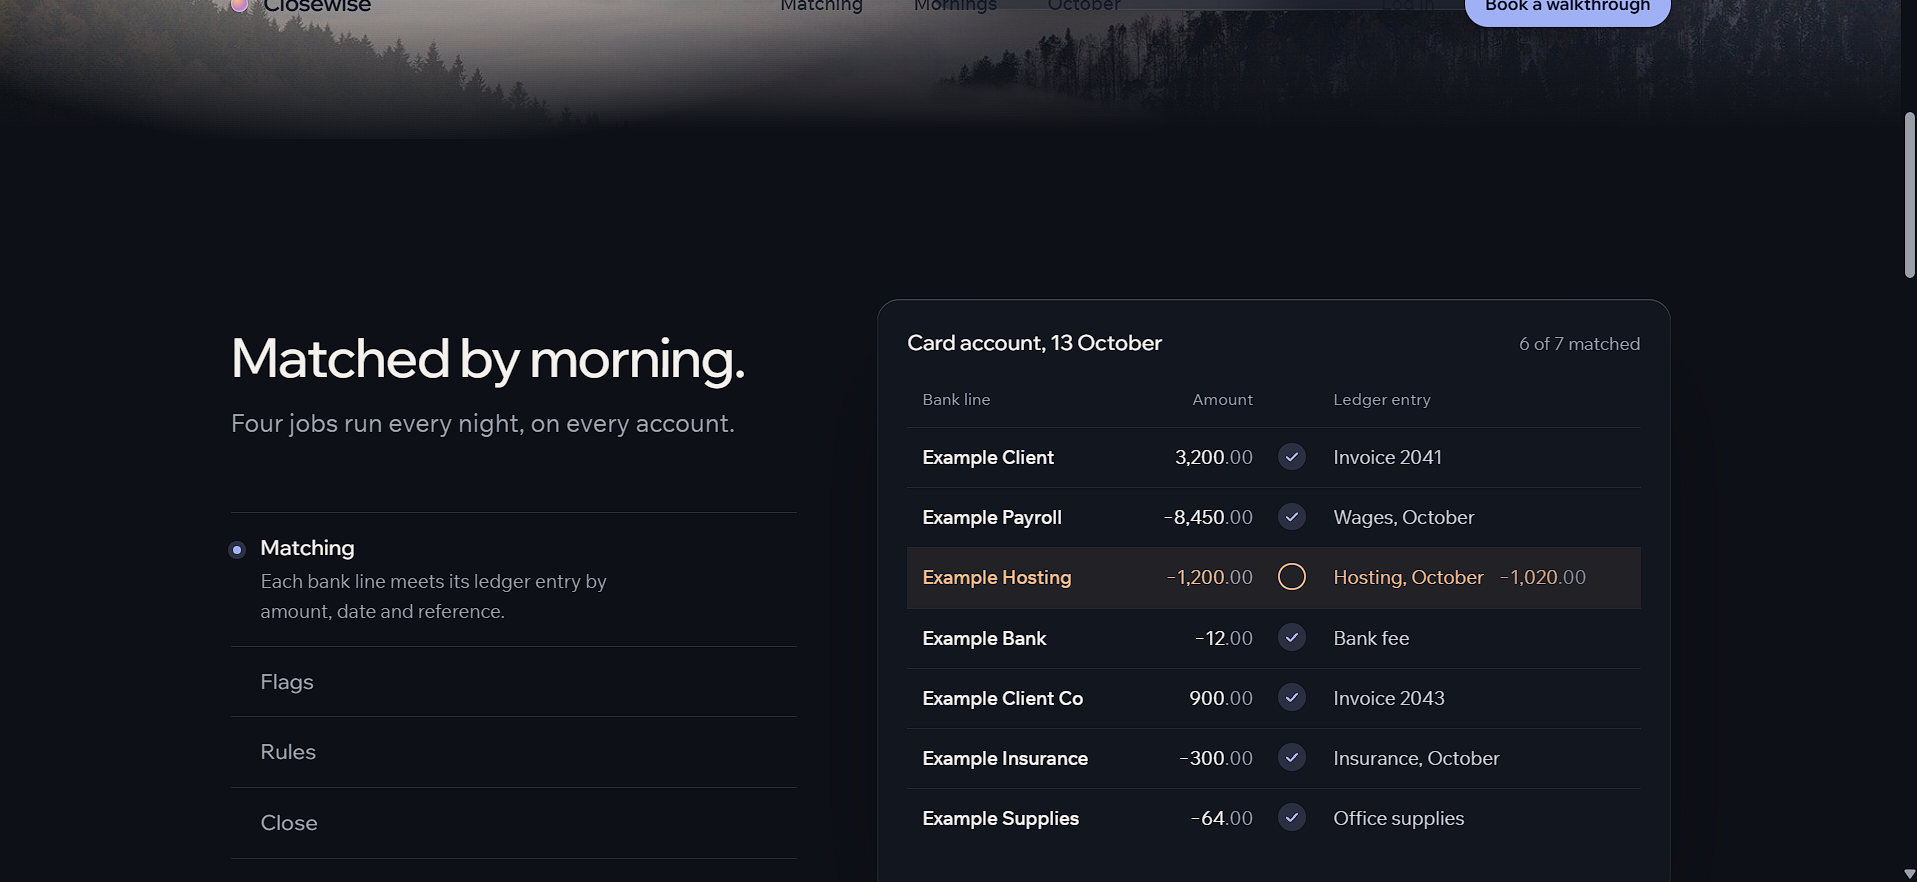 Closewise Matching Mornings October Log in Book a walkthrough
Matched by morning.
Four jobs run every night, on every account.
Matching
Each bank line meets its ledger entry by
amount, date and reference.
Flags
Rules
Close
Card account, 13 October 6 of 7 matched
Bank line Amount Ledger entry
Example Client 3,200.00 Invoice 2041
Example Payroll −8,450.00 Wages, October
Example Hosting −1,200.00 Hosting, October −1,020.00
Example Bank −12.00 Bank fee
Example Client Co 900.00 Invoice 2043
Example Insurance −300.00 Insurance, October
Example Supplies −64.00 Office supplies